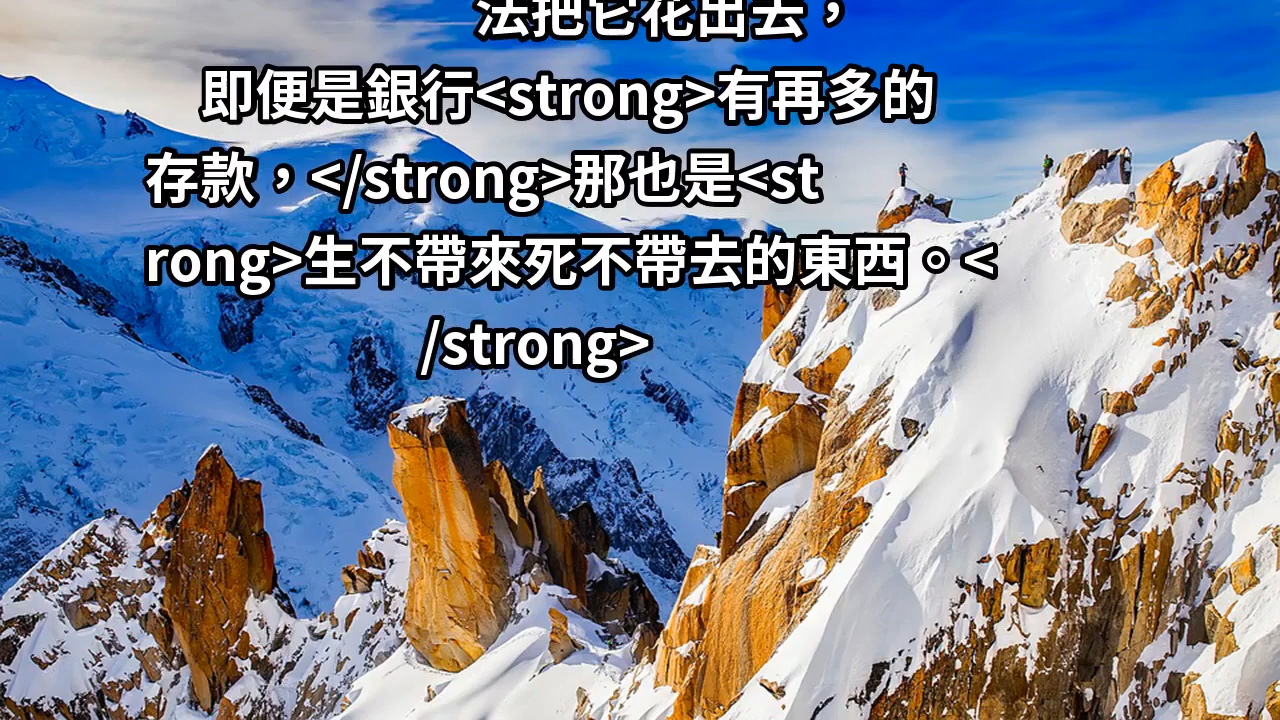 法把它花出去，
即便是銀行<strong>有再多的
存款，</strong>那也是<st
rong>生不帶來死不帶去的東西。<
/strong>